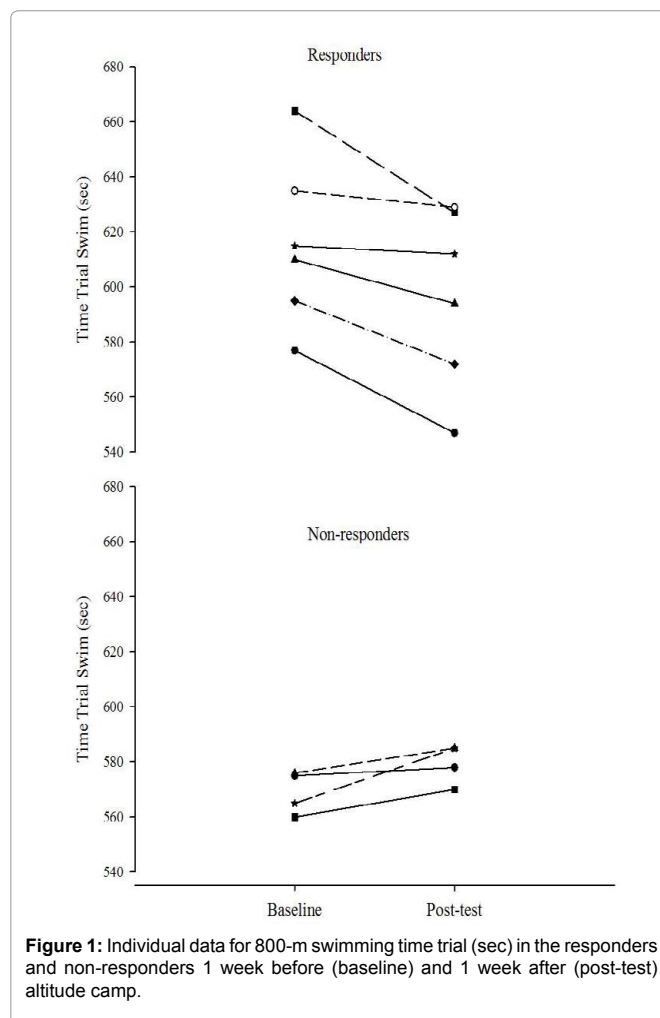 Responders
680
660
640
620
600
580
560
540
Time Trial Swim (sec)
680
660
640
620
600
580
560
540
Time Trial Swim (sec)
Non-responders
Baseline
Post-test
Figure 1: Individual data for 800-m swimming time trial (sec) in the responders
and non-responders 1 week before (baseline) and 1 week after (post-test)
altitude camp.